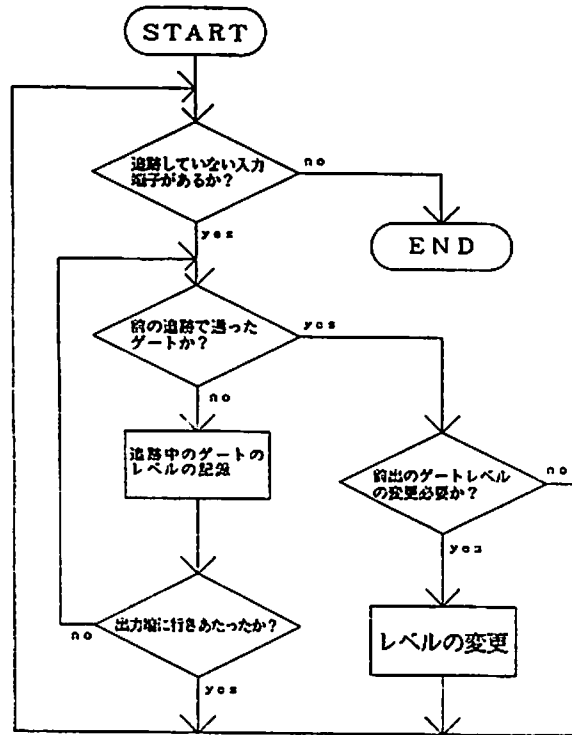 START
追跡していない入力
端子があるか？
no
yes
END
前の追跡で通った
ゲートか？
yes
no
追跡中のゲートの
レベルの記録
前出のゲートレベル
の変更必要か？
no
yes
出力端に行きあたったか？
no
yes
レベルの変更